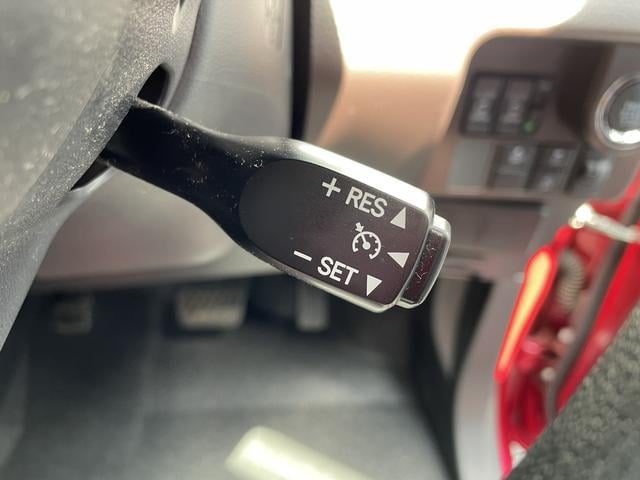 + RES
− SET